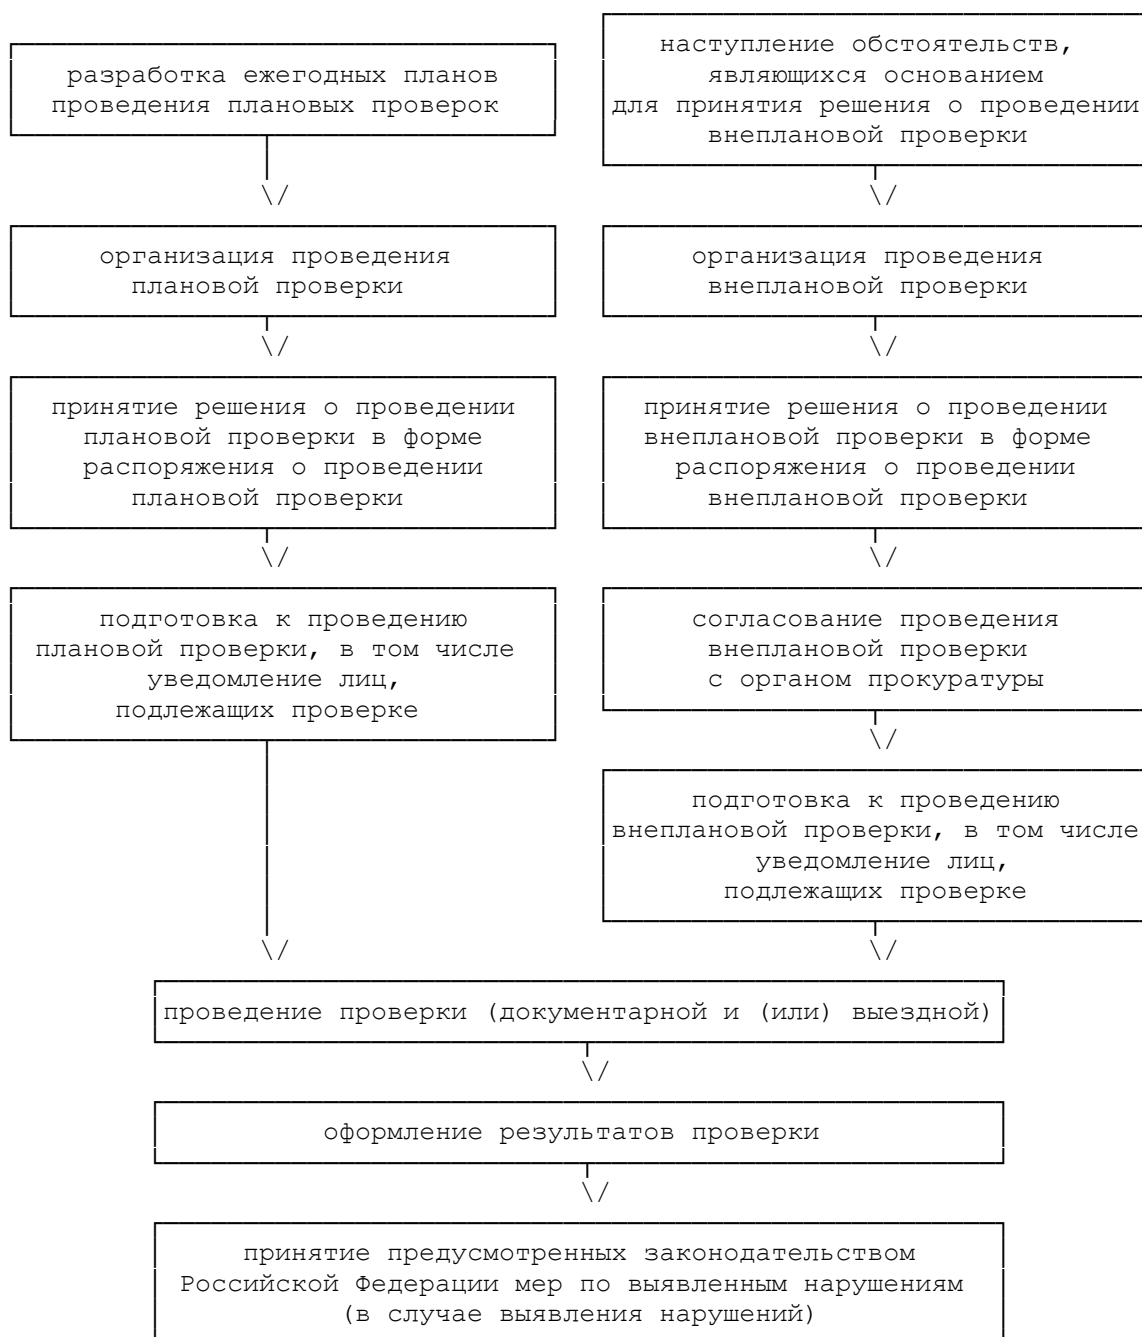 разработка ежегодных планов
проведения плановых проверок
наступление обстоятельств,
являющихся основанием
для принятия решения о проведении
внеплановой проверки
\/
\/
организация проведения
плановой проверки
организация проведения
внеплановой проверки
\/
\/
принятие решения о проведении
плановой проверки в форме
распоряжения о проведении
плановой проверки
принятие решения о проведении
внеплановой проверки в форме
распоряжения о проведении
внеплановой проверки
\/
\/
подготовка к проведению
плановой проверки, в том числе
уведомление лиц,
подлежащих проверке
согласование проведения
внеплановой проверки
с органом прокуратуры
\/
подготовка к проведению
внеплановой проверки, в том числе
уведомление лиц,
подлежащих проверке
\/
\/
проведение проверки (документарной и (или) выездной)
\/
оформление результатов проверки
\/
принятие предусмотренных законодательством
Российской Федерации мер по выявленным нарушениям
(в случае выявления нарушений)